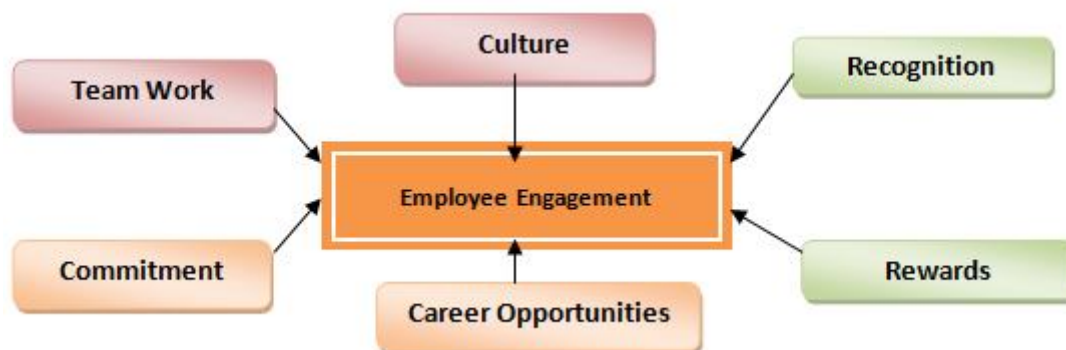 Culture
Recognition
Team Work
Employee Engagement
Commitment
Rewards
Career Opportunities